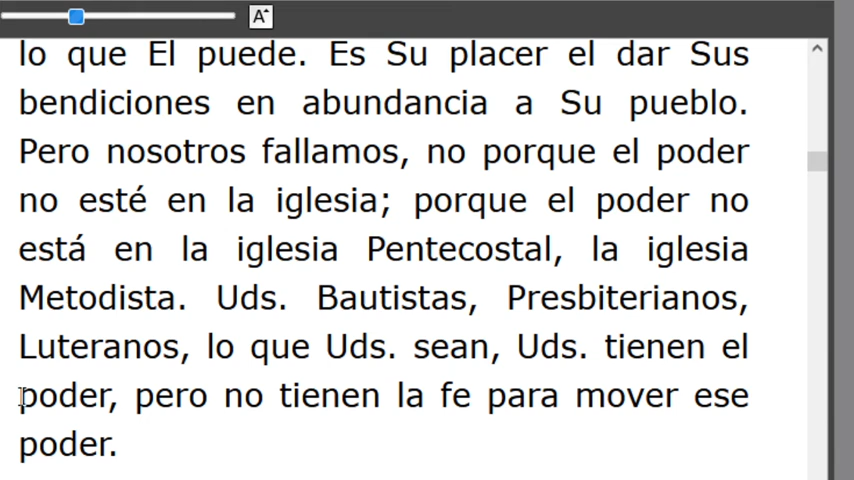 A
lo que El puede. Es Su placer el dar Sus
bendiciones en abundancia a Su pueblo.
Pero nosotros fallamos, no porque el poder
no esté en la iglesia; porque el poder no
está en la iglesia Pentecostal, la iglesia
Metodista. Uds. Bautistas, Presbiterianos,
Luteranos, lo que Uds. sean, Uds. tienen el
poder, pero no tienen la fe para mover ese
poder.